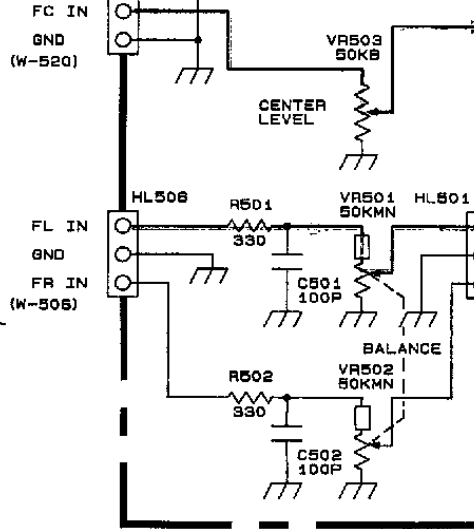 FC IN
GND
(W-520)
VR503
50KB
CENTER
LEVEL
HL506
R501
330
VR501
50KMN
HL501
FL IN
GND
FR IN
(W-506)
C501
100P
BALANCE
R502
330
VR502
50KMN
C502
100P